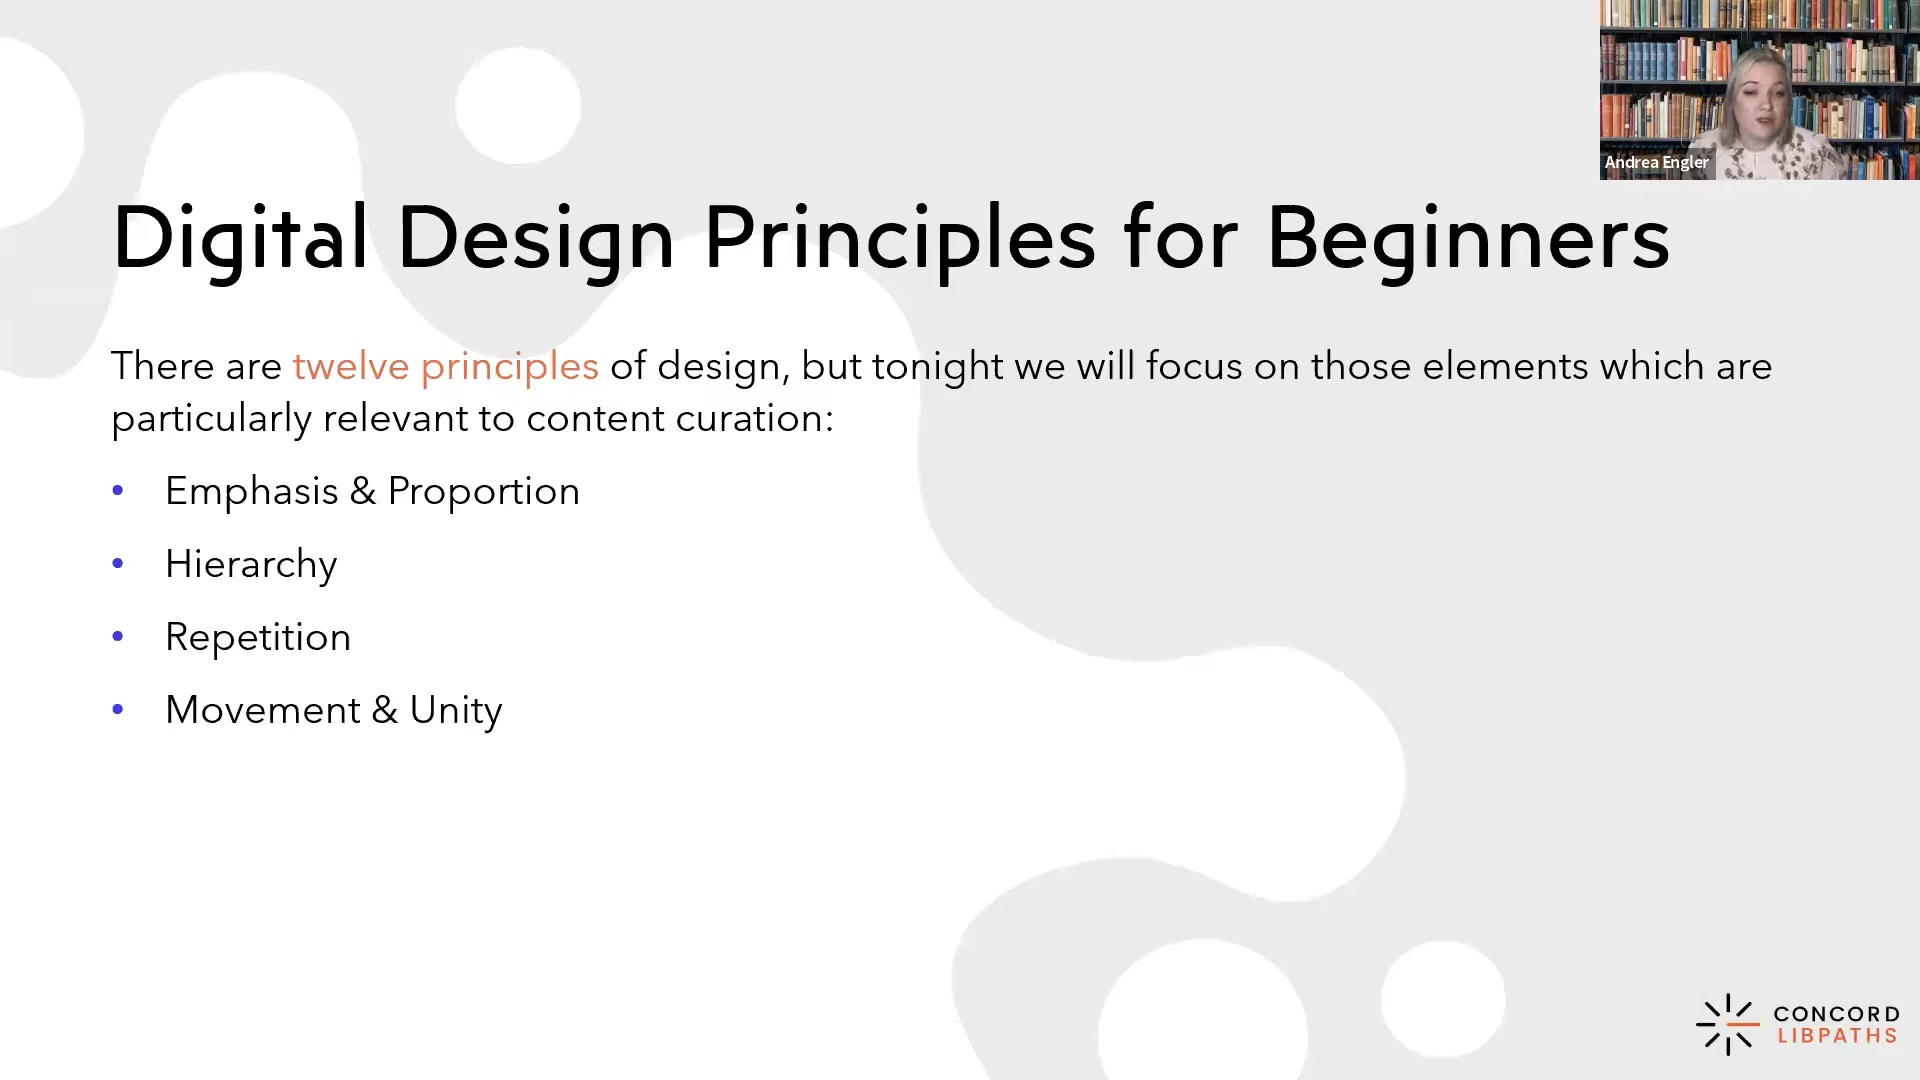 Andrea Engler
Digital Design Principles for Beginners
There are twelve principles of design, but tonight we will focus on those elements which are
particularly relevant to content curation:
• Emphasis & Proportion
• Hierarchy
• Repetition
• Movement & Unity
CONCORD
LIBPATHS